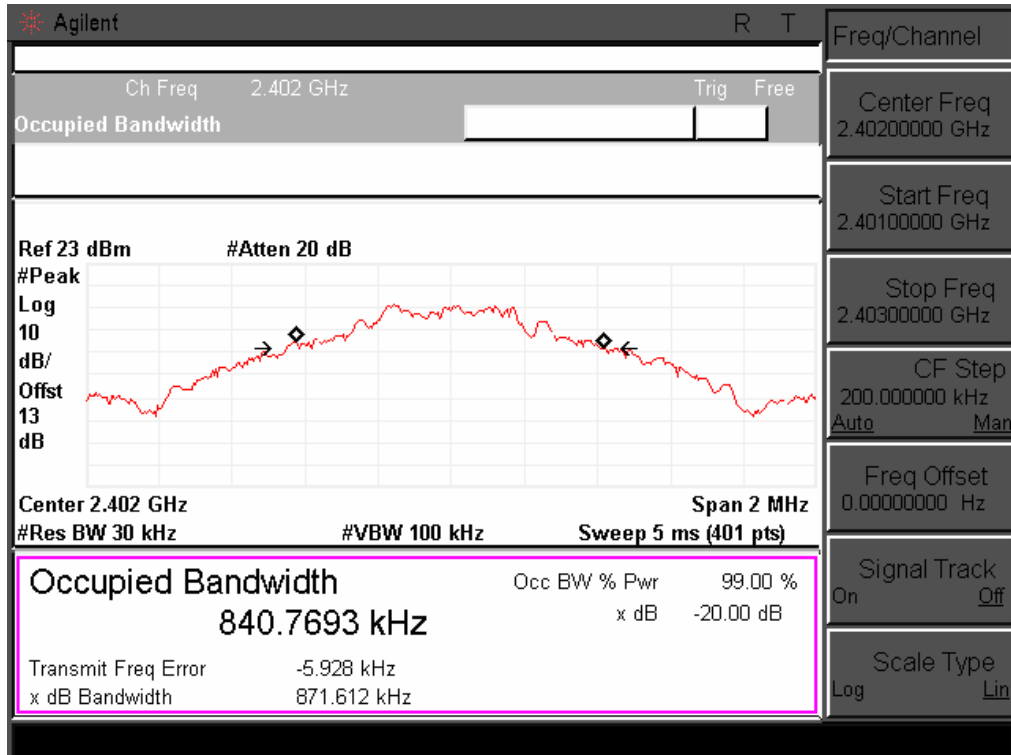 Agilent R T
Ch Freq 2.402 GHz Trig Free
Occupied Bandwidth
Ref 23 dBm #Atten 20 dB
#Peak
Log
10
dB/
Offst
13
dB
Center 2.402 GHz Span 2 MHz
#Res BW 30 kHz #VBW 100 kHz Sweep 5 ms (401 pts)
Occupied Bandwidth Occ BW % Pwr 99.00 %
840.7693 kHz x dB -20.00 dB
Transmit Freq Error -5.928 kHz
x dB Bandwidth 871.612 kHz
Freq/Channel
Center Freq
2.40200000 GHz
Start Freq
2.40100000 GHz
Stop Freq
2.40300000 GHz
CF Step
200.000000 kHz
Auto Man
Freq Offset
0.00000000 Hz
Signal Track
On Off
Scale Type
Log Lin